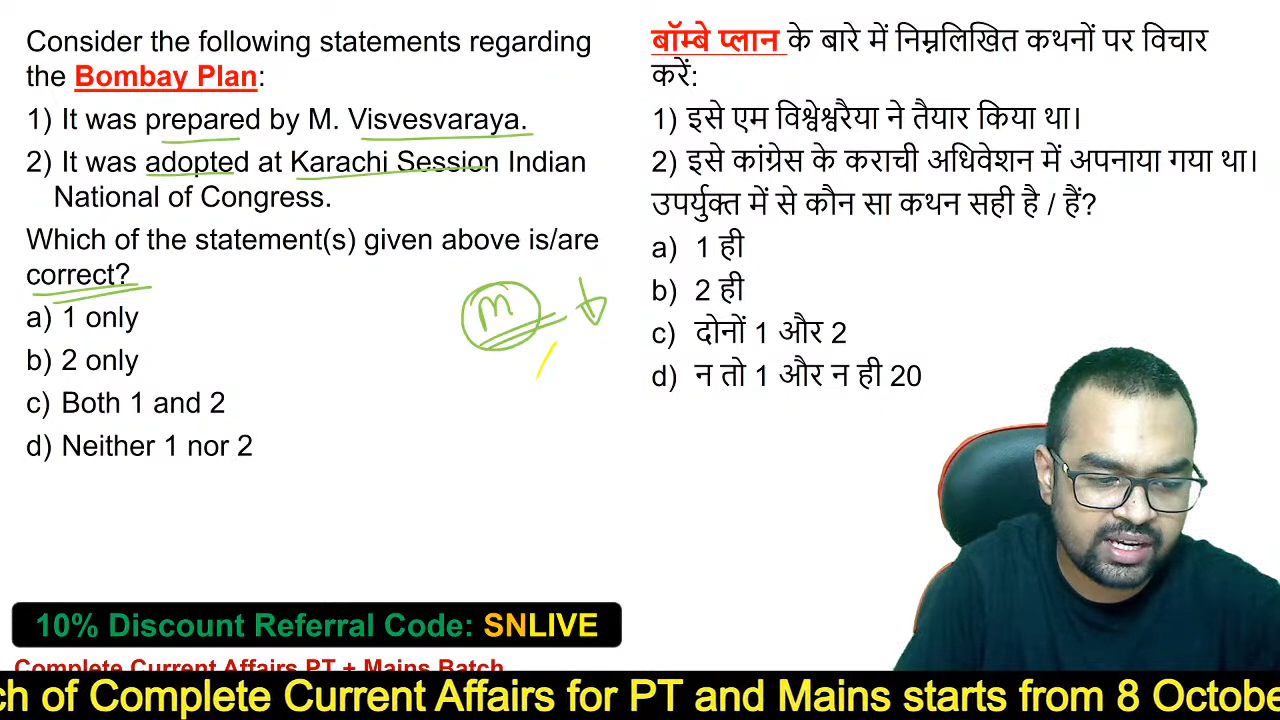 Consider the following statements regarding
the Bombay Plan:
1) It was prepared by M. Visvesvaraya.
2) It was adopted at Karachi Session Indian
National of Congress.
Which of the statement(s) given above is/are
correct?
a) 1 only
b) 2 only
c) Both 1 and 2
d) Neither 1 nor 2
m
बॉम्बे प्लान के बारे में निम्नलिखित कथनों पर विचार
करें:
1) इसे एम विश्वेश्वरैया ने तैयार किया था।
2) इसे कांग्रेस के कराची अधिवेशन में अपनाया गया था।
उपर्युक्त में से कौन सा कथन सही है / हैं?
a) 1 ही
b) 2 ही
c) दोनों 1 और 2
d) न तो 1 और न ही 20
10% Discount Referral Code: SNLIVE
Complete Current Affairs PT + Mains Batch
ch of Complete Current Affairs for PT and Mains starts from 8 Octobe